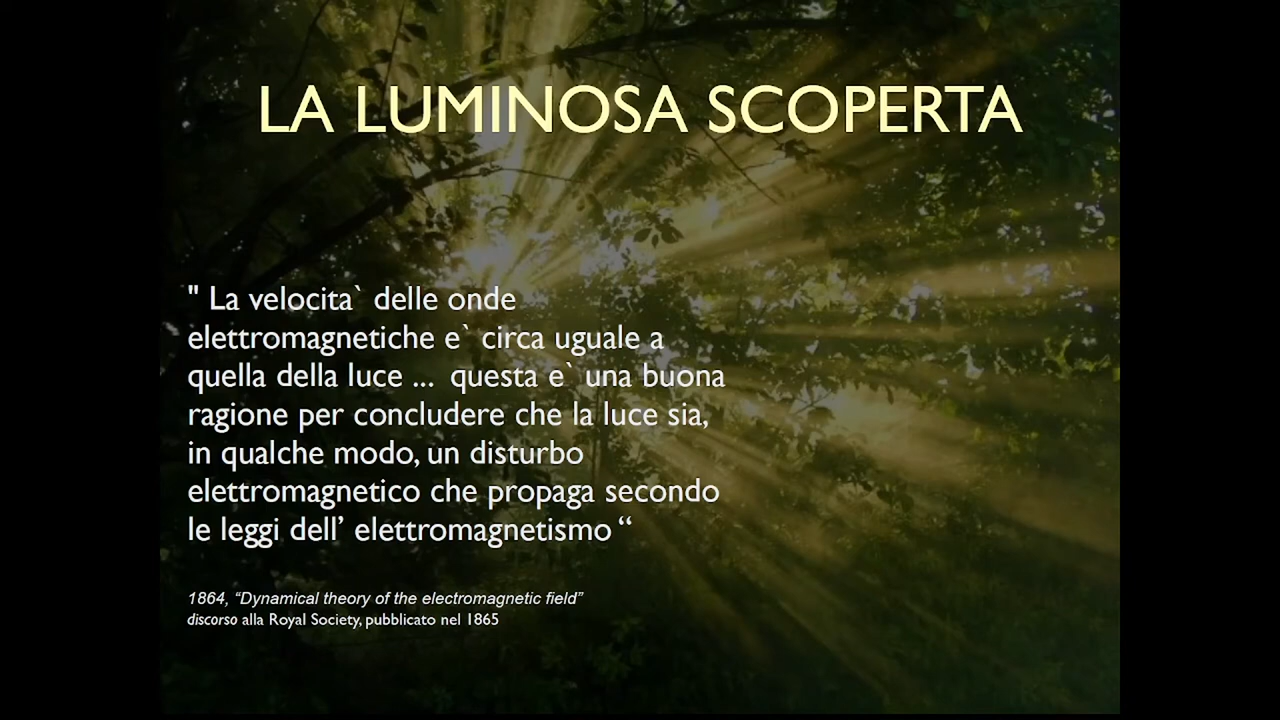 LA LUMINOSA SCOPERTA
" La velocita` delle onde
elettromagnetiche e` circa uguale a
quella della luce ... questa e` una buona
ragione per concludere che la luce sia,
in qualche modo, un disturbo
elettromagnetico che propaga secondo
le leggi dell’ elettromagnetismo “
1864, “Dynamical theory of the electromagnetic field”
discorso alla Royal Society, pubblicato nel 1865